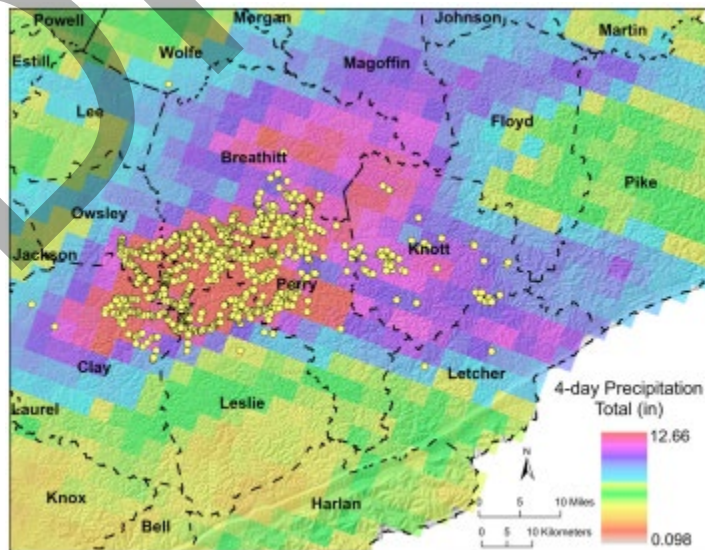 Powell
Morgan
Johnson
Martin
Estill
Wolfe
Magoffin
Lee
Floyd
Breathitt
Pike
Owsley
Jackson
Knott
Perry
Clay
Letcher
Laurel
Leslie
Knox
Harlan
Bell
4-day Precipitation
Total (in)
12.66
0.098
N
0 5 10 Miles
0 5 10 Kilometers